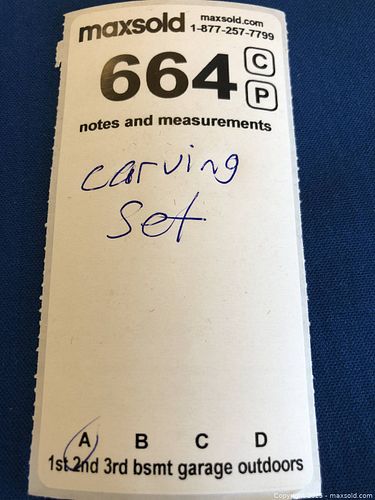 maxsold maxsold.com
1-877-257-7799
664 C
P
notes and measurements
carving
set
A B C D
1st 2nd 3rd bsmt garage outdoors
Copyright 2025 - maxsold.com